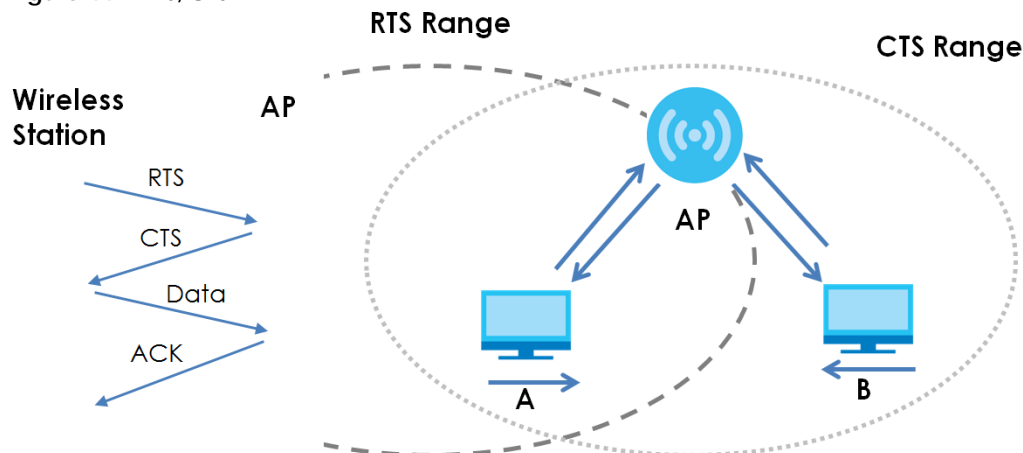 RTS Range
CTS Range
Wireless
Station
AP
RTS
CTS
Data
ACK
AP
A
B